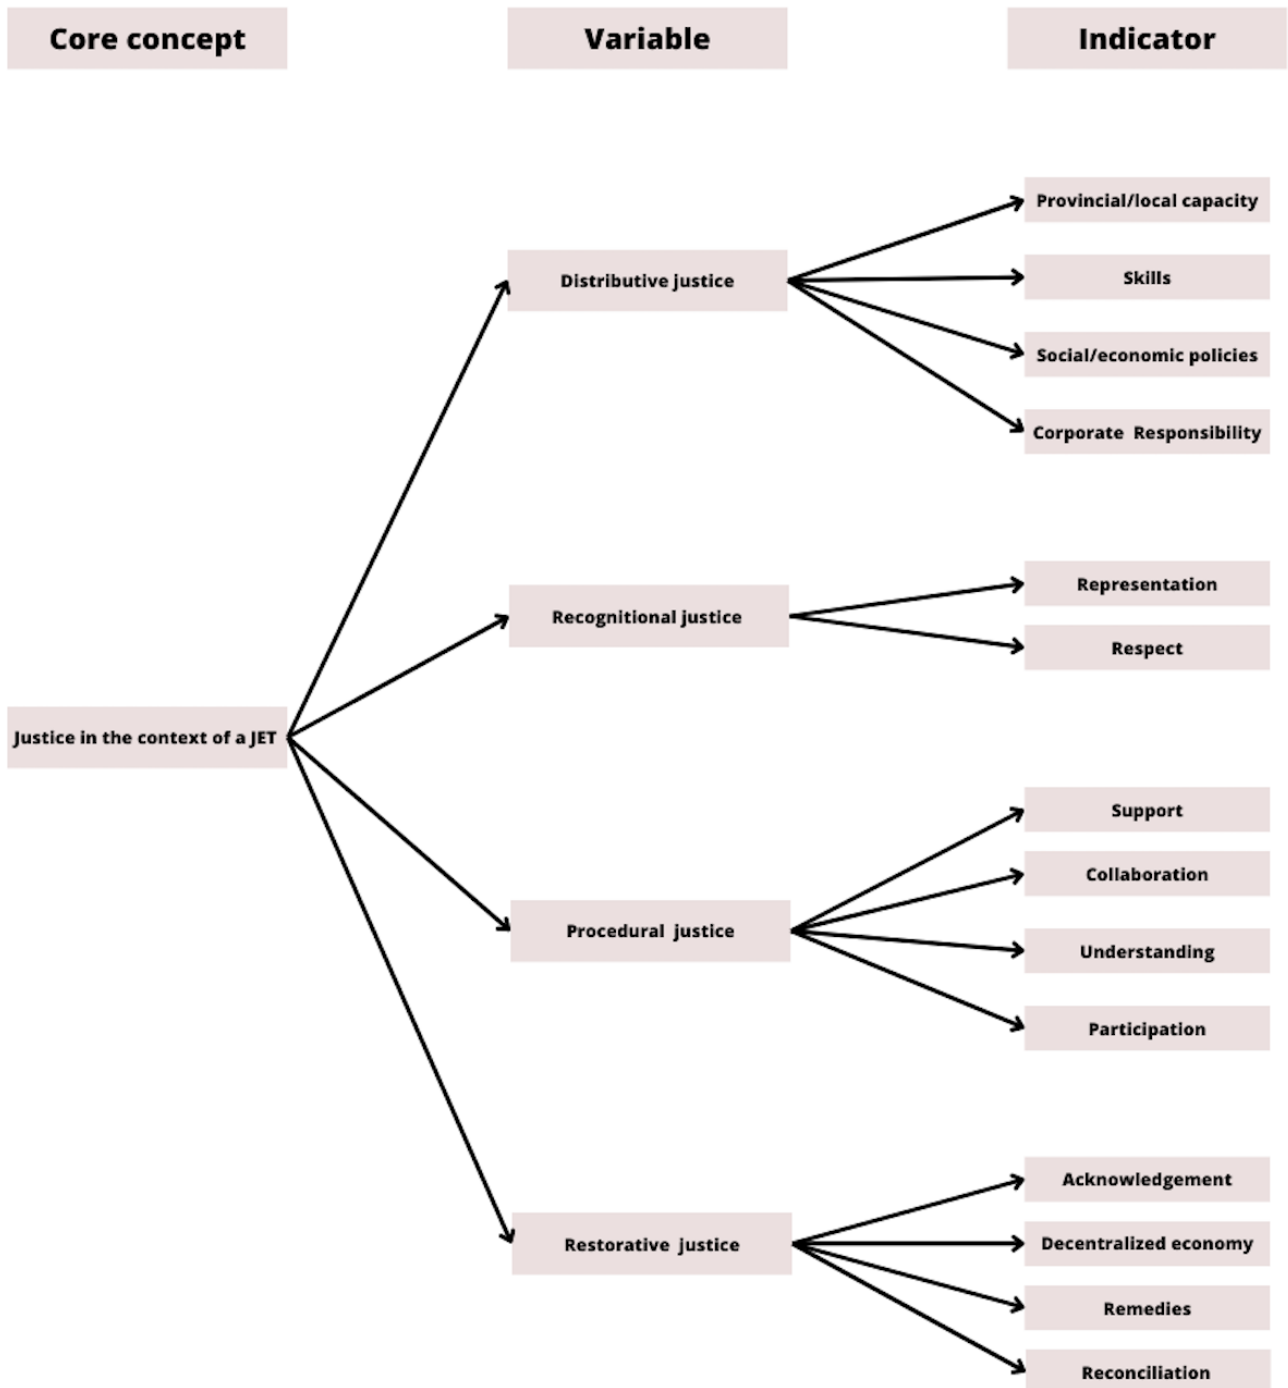 Core concept
Variable
Indicator
Provincial/local capacity
Distributive justice
Skills
Social/economic policies
Corporate Responsibility
Representation
Recognitional justice
Respect
Justice in the context of a JET
Support
Collaboration
Procedural justice
Understanding
Participation
Acknowledgement
Restorative justice
Decentralized economy
Remedies
Reconciliation